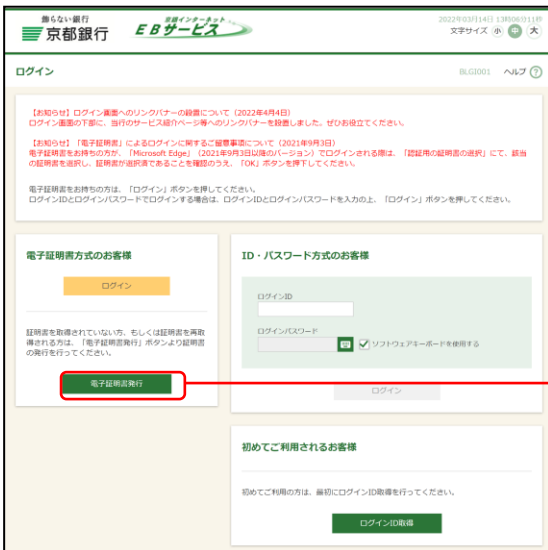 飾らない銀行
京都銀行
京銀インターネット
EBサービス
2022年03月14日 13時06分11秒
文字サイズ 小 中 大
ログイン
BLGI001 ヘルプ ?
【お知らせ】ログイン画面へのリンクバナーの設置について（2022年4月4日）
ログイン画面の下部に、当行のサービス紹介ページ等へのリンクバナーを設置しました。ぜひお役立てください。
【お知らせ】「電子証明書」によるログインに関するご留意事項について（2021年9月3日）
電子証明書をお持ちの方が、「Microsoft Edge」（2021年9月3日以降のバージョン）でログインされる際は、「認証用の証明書の選択」にて、該当
の証明書を選択し、証明書が選択済であることを確認のうえ、「OK」ボタンを押下してください。
電子証明書をお持ちの方は、「ログイン」ボタンを押してください。
ログインIDとログインパスワードでログインする場合は、ログインIDとログインパスワードを入力の上、「ログイン」ボタンを押してください。
電子証明書方式のお客様
ログイン
証明書を取得されていない方、もしくは証明書を再取
得される方は、「電子証明書発行」ボタンより証明書
の発行を行ってください。
電子証明書発行
ID・パスワード方式のお客様
ログインID
ログインパスワード
ソフトウェアキーボードを使用する
ログイン
初めてご利用されるお客様
初めてご利用の方は、最初にログインID取得を行ってください。
ログインID取得